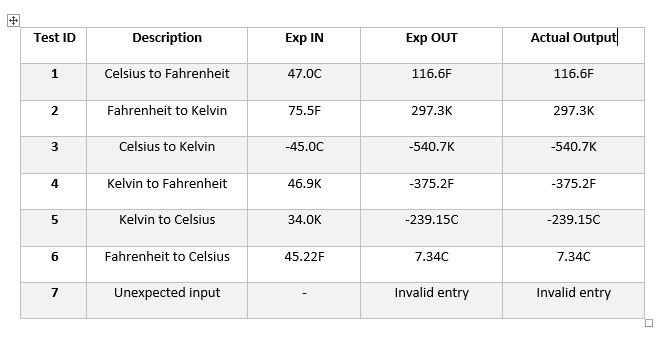 Test ID Description Exp IN Exp OUT Actual Output
1 Celsius to Fahrenheit 47.0C 116.6F 116.6F
2 Fahrenheit to Kelvin 75.5F 297.3K 297.3K
3 Celsius to Kelvin -45.0C -540.7K -540.7K
4 Kelvin to Fahrenheit 46.9K -375.2F -375.2F
5 Kelvin to Celsius 34.0K -239.15C -239.15C
6 Fahrenheit to Celsius 45.22F 7.34C 7.34C
7 Unexpected input - Invalid entry Invalid entry